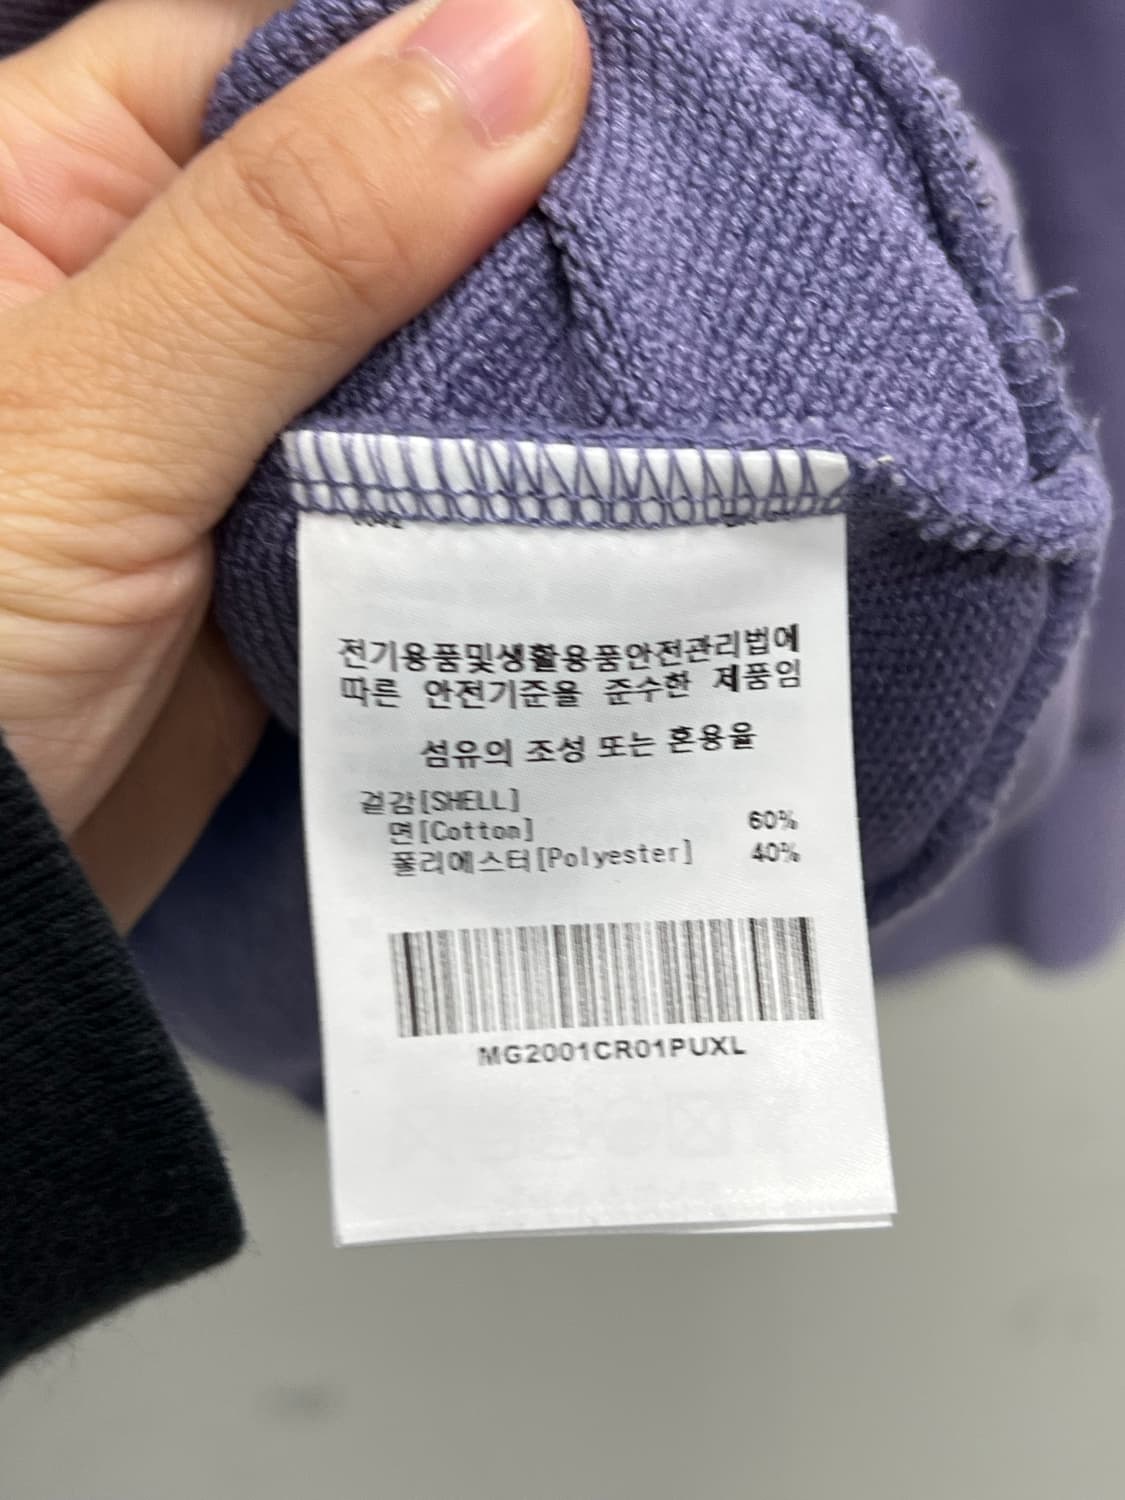 전기용품및생활용품안전관리법에
따른 안전기준을 준수한 제품임
섬유의 조성 또는 혼용율
겉감[SHELL]
면[Cotton] 60%
폴리에스터[Polyester] 40%
MG2001CR01PUXL